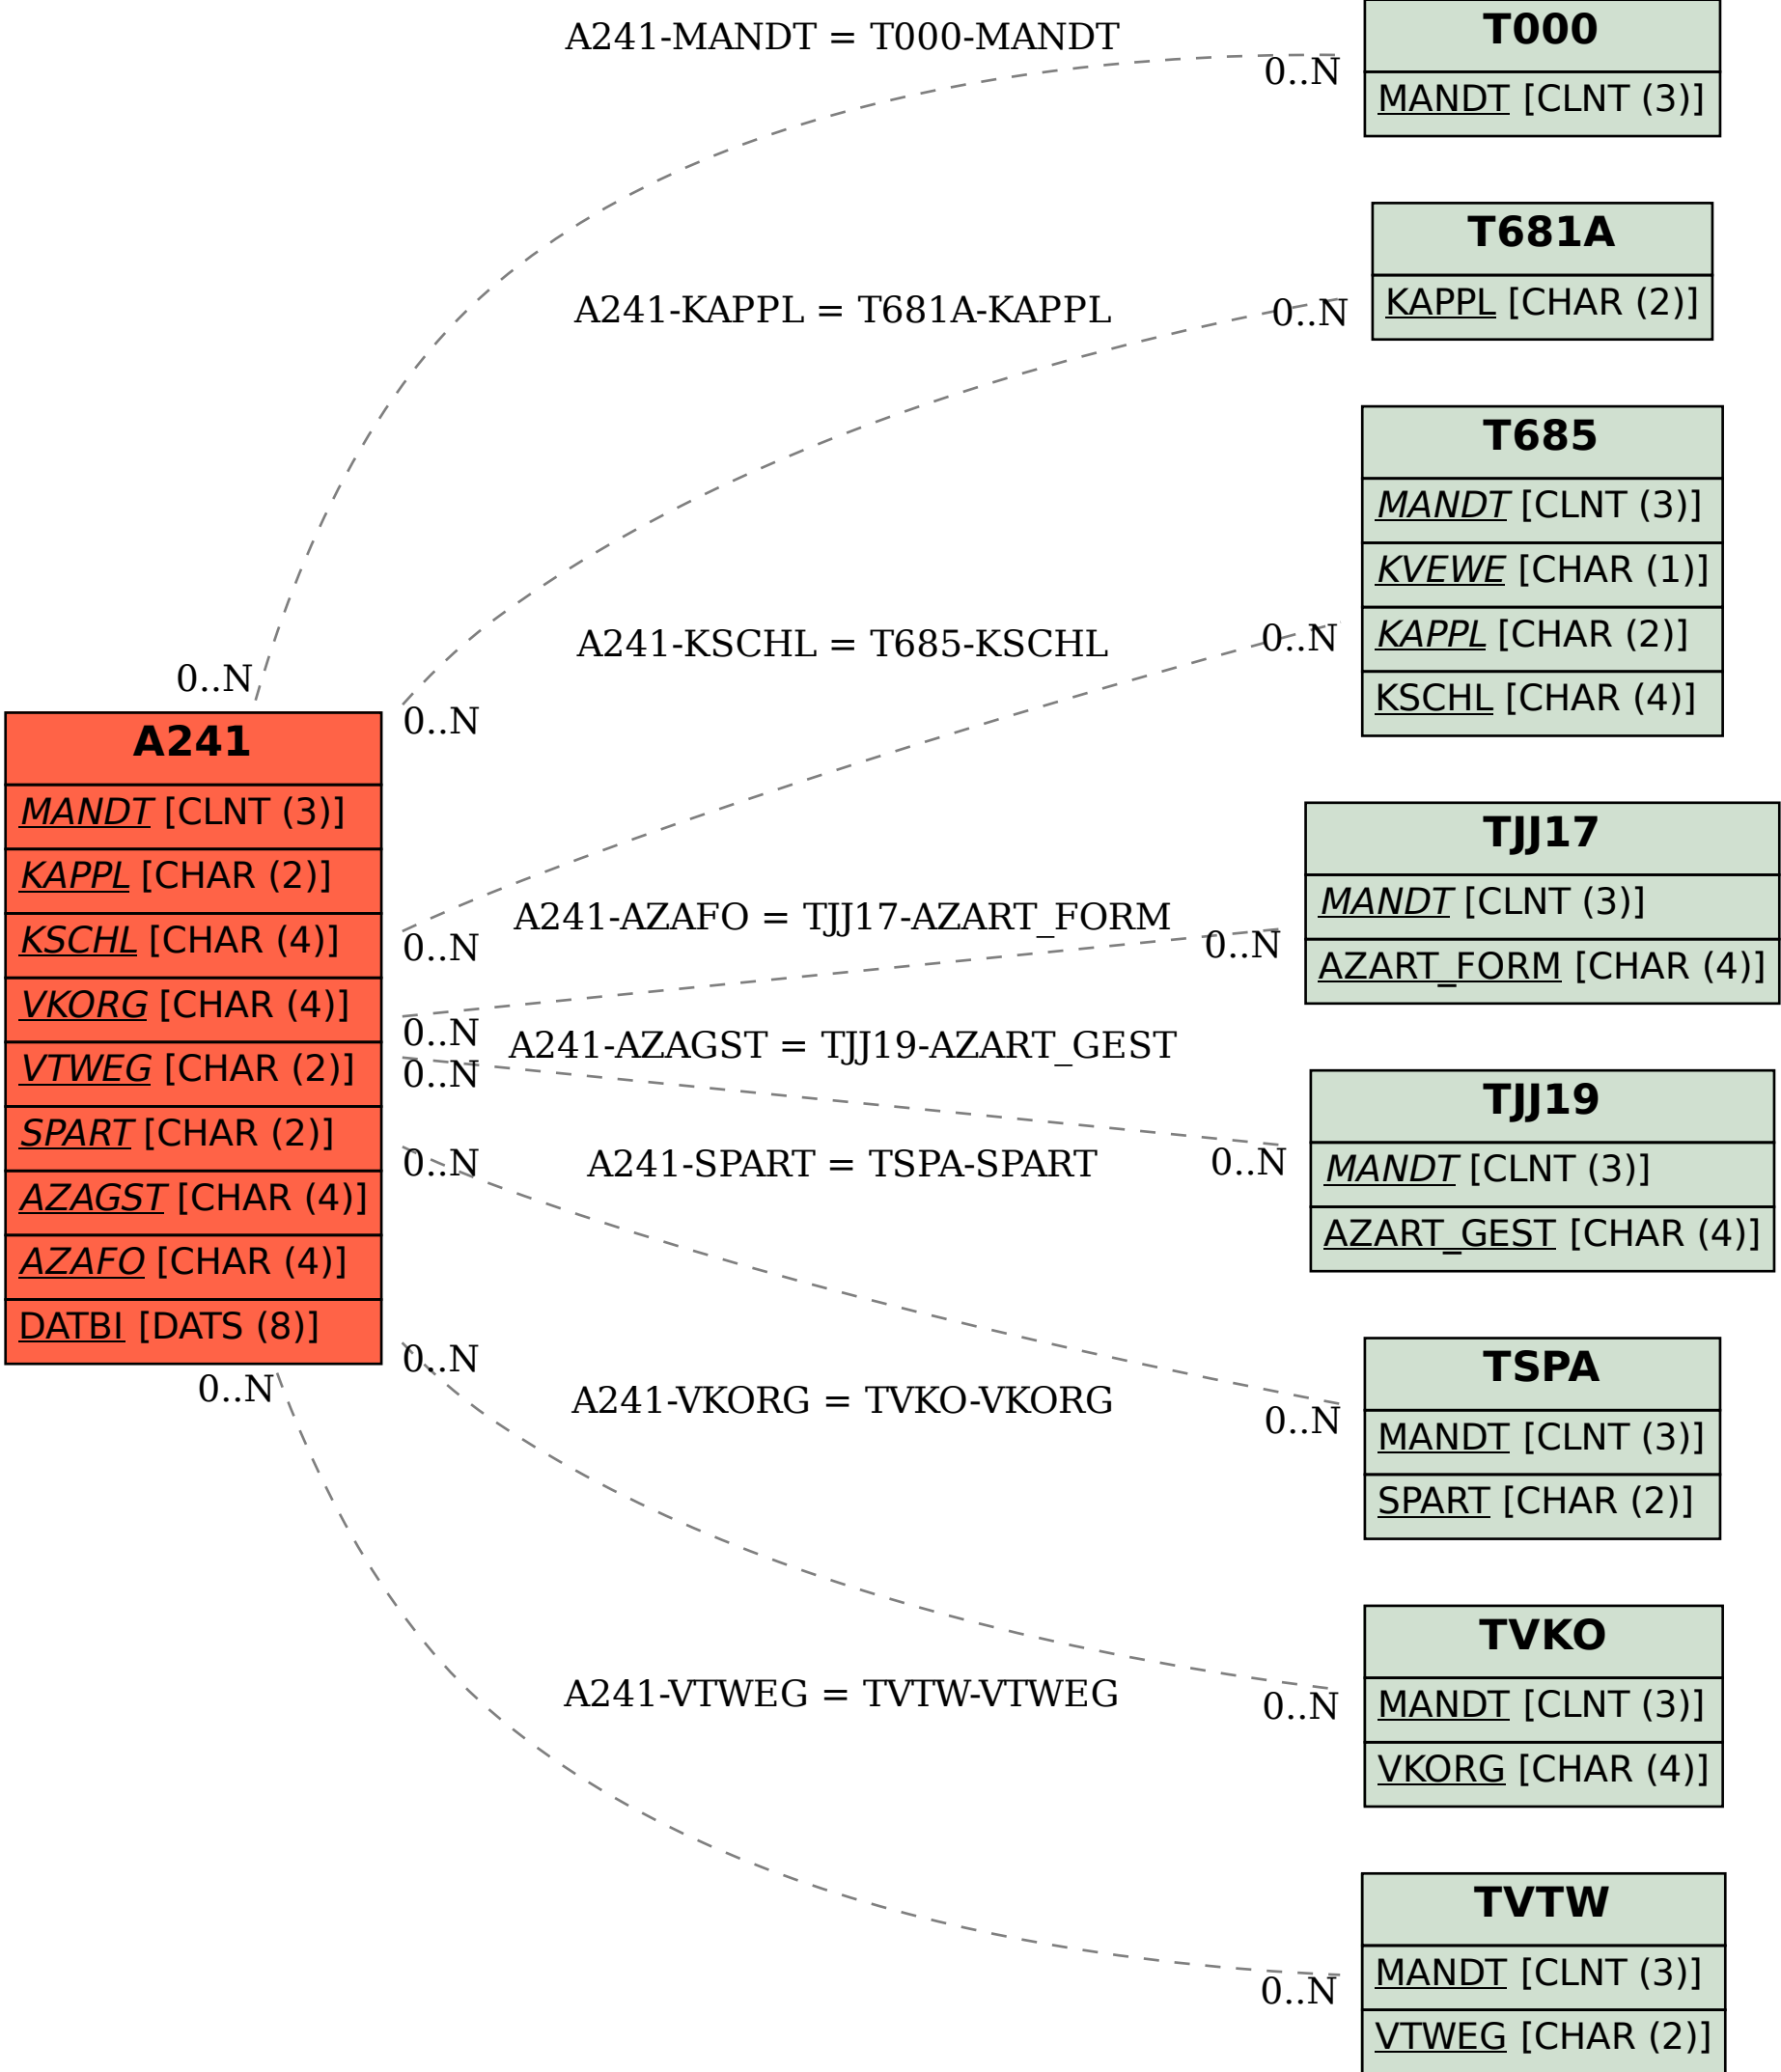 A241-MANDT = T000-MANDT
0..N
T000
MANDT [CLNT (3)]
A241-KAPPL = T681A-KAPPL
0..N
T681A
KAPPL [CHAR (2)]
A241-KSCHL = T685-KSCHL
0..N
T685
MANDT [CLNT (3)]
KVEWE [CHAR (1)]
KAPPL [CHAR (2)]
KSCHL [CHAR (4)]
0..N
0..N
A241
MANDT [CLNT (3)]
KAPPL [CHAR (2)]
KSCHL [CHAR (4)]
VKORG [CHAR (4)]
VTWEG [CHAR (2)]
SPART [CHAR (2)]
AZAGST [CHAR (4)]
AZAFO [CHAR (4)]
DATBI [DATS (8)]
0..N
A241-AZAFO = TJJ17-AZART_FORM
0..N
0..N
TJJ17
MANDT [CLNT (3)]
AZART_FORM [CHAR (4)]
A241-AZAGST = TJJ19-AZART_GEST
0..N
0..N
TJJ19
MANDT [CLNT (3)]
AZART_GEST [CHAR (4)]
0..N
A241-SPART = TSPA-SPART
0..N
TSPA
MANDT [CLNT (3)]
SPART [CHAR (2)]
0..N
A241-VKORG = TVKO-VKORG
0..N
TVKO
MANDT [CLNT (3)]
VKORG [CHAR (4)]
0..N
A241-VTWEG = TVTW-VTWEG
0..N
TVTW
MANDT [CLNT (3)]
VTWEG [CHAR (2)]